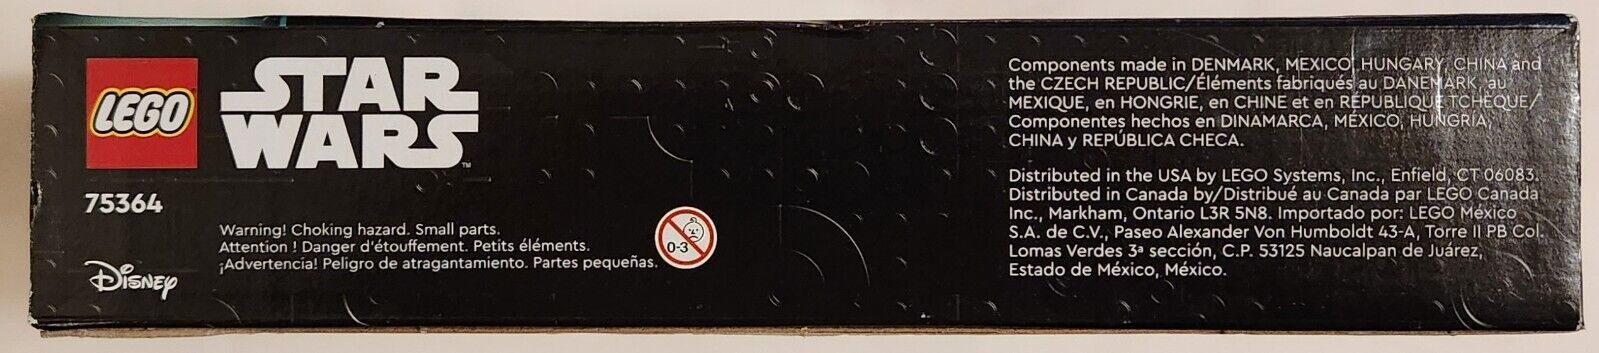 LEGO
STAR
WARS™
75364
Disney
Warning! Choking hazard. Small parts.
Attention ! Danger d'étouffement. Petits éléments.
¡Advertencia! Peligro de atragantamiento. Partes pequeñas.
0-3
Components made in DENMARK, MEXICO, HUNGARY, CHINA and
the CZECH REPUBLIC/Éléments fabriqués au DANEMARK, au
MEXIQUE, en HONGRIE, en CHINE et en RÉPUBLIQUE TCHÈQUE/
Componentes hechos en DINAMARCA, MÉXICO, HUNGRÍA,
CHINA y REPÚBLICA CHECA.
Distributed in the USA by LEGO Systems, Inc., Enfield, CT 06083.
Distributed in Canada by/Distribué au Canada par LEGO Canada
Inc., Markham, Ontario L3R 5N8. Importado por: LEGO México
S.A. de C.V., Paseo Alexander Von Humboldt 43-A, Torre II PB Col.
Lomas Verdes 3ª sección, C.P. 53125 Naucalpan de Juárez,
Estado de México, México.